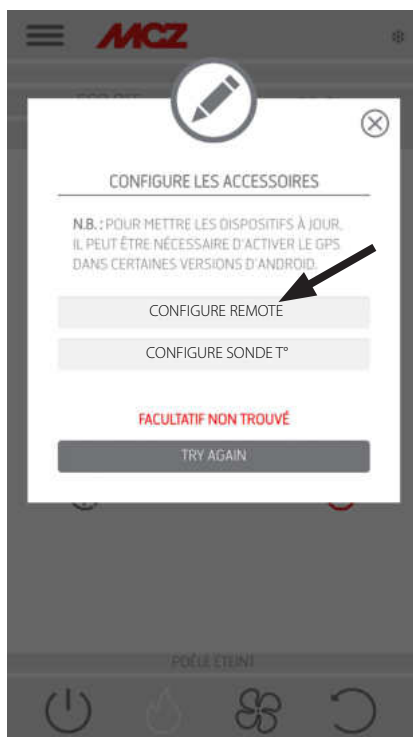 MCZ
CONFIGURE LES ACCESSOIRES
N.B. : POUR METTRE LES DISPOSITIFS À JOUR,
IL PEUT ÊTRE NÉCESSAIRE D'ACTIVER LE GPS
DANS CERTAINES VERSIONS D'ANDROID.
CONFIGURE REMOTE
CONFIGURE SONDE T°
FACULTATIF NON TROUVÉ
TRY AGAIN
POÊLE ÉTEINT